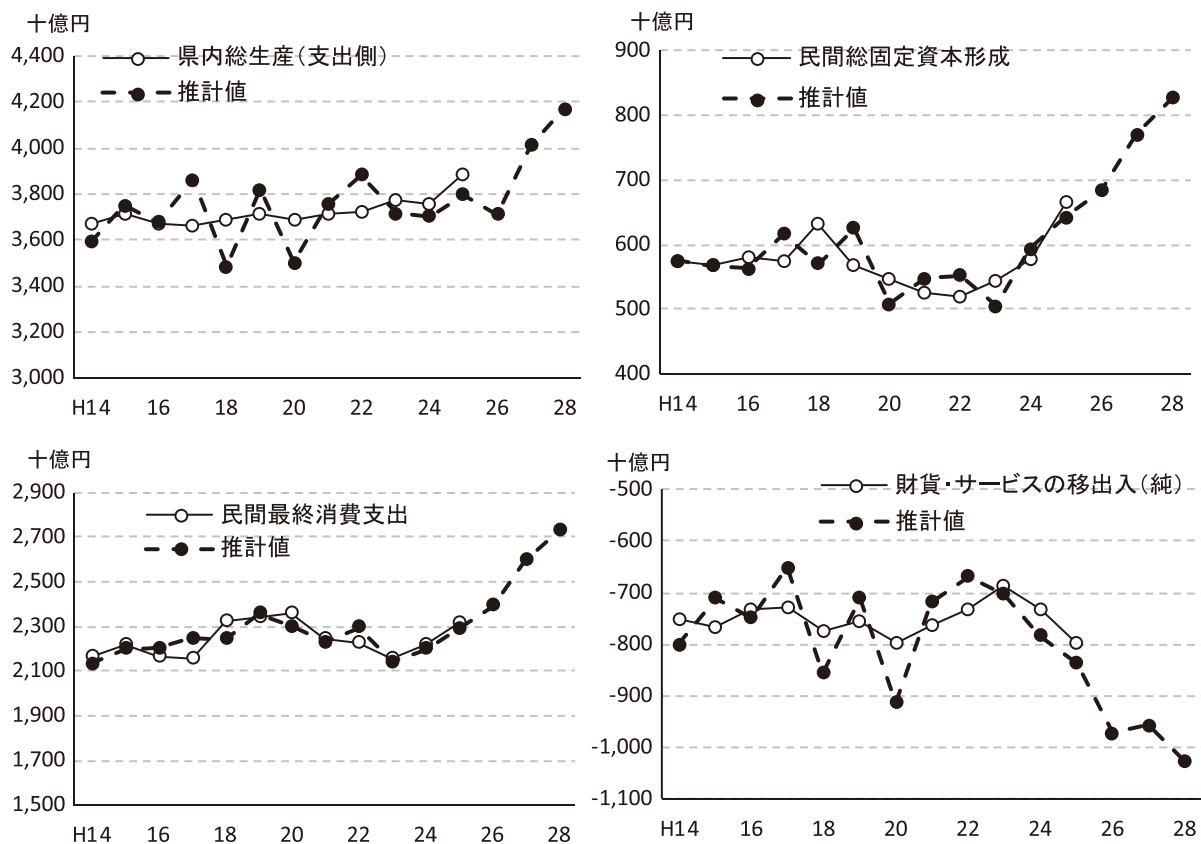 十億円
4,400
4,200
4,000
3,800
3,600
3,400
3,200
3,000
県内総生産(支出側)
推計値
H14 16 18 20 22 24 26 28
十億円
900
800
700
600
500
400
民間総固定資本形成
推計値
H14 16 18 20 22 24 26 28
十億円
2,900
2,700
2,500
2,300
2,100
1,900
1,700
1,500
民間最終消費支出
推計値
H14 16 18 20 22 24 26 28
十億円
-500
-600
-700
-800
-900
-1,000
-1,100
財貨・サービスの移出入(純)
推計値
H14 16 18 20 22 24 26 28